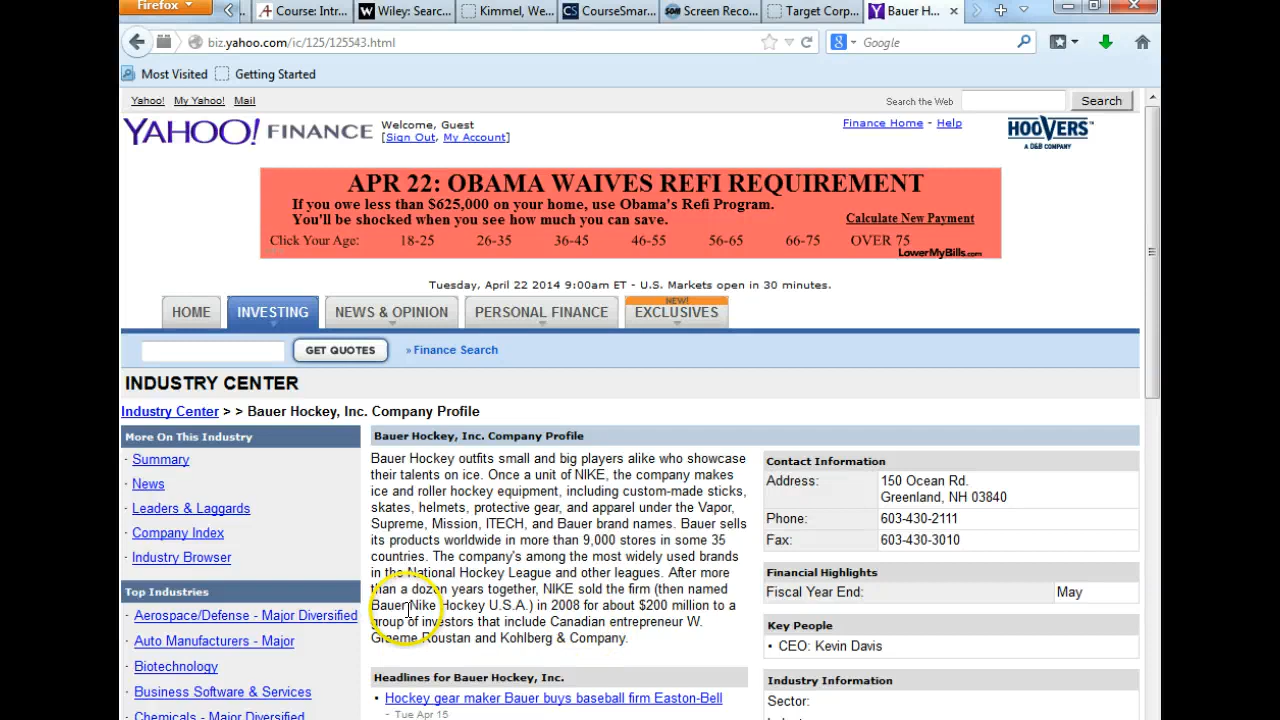 Firefox
Course: Intr...
Wiley: Searc...
Kimmel, We...
CourseSmar...
Screen Reco...
Target Corp...
Bauer H...
biz.yahoo.com/ic/125/125543.html
Google
Most Visited
Getting Started
Yahoo! My Yahoo! Mail
Search the Web
Search
YAHOO! FINANCE
Welcome, Guest
[Sign Out, My Account]
Finance Home - Help
HOOVERS™
A D&B COMPANY
APR 22: OBAMA WAIVES REFI REQUIREMENT
If you owe less than $625,000 on your home, use Obama's Refi Program.
You'll be shocked when you see how much you can save.
Calculate New Payment
Click Your Age: 18-25 26-35 36-45 46-55 56-65 66-75 OVER 75
LowerMyBills.com
Tuesday, April 22 2014 9:00am ET - U.S. Markets open in 30 minutes.
HOME
INVESTING
NEWS & OPINION
PERSONAL FINANCE
NEW!
EXCLUSIVES
GET QUOTES
» Finance Search
INDUSTRY CENTER
Industry Center > > Bauer Hockey, Inc. Company Profile
More On This Industry
· Summary
· News
· Leaders & Laggards
· Company Index
· Industry Browser
Top Industries
· Aerospace/Defense - Major Diversified
· Auto Manufacturers - Major
· Biotechnology
· Business Software & Services
· Chemicals - Major Diversified
Bauer Hockey, Inc. Company Profile
Bauer Hockey outfits small and big players alike who showcase
their talents on ice. Once a unit of NIKE, the company makes
ice and roller hockey equipment, including custom-made sticks,
skates, helmets, protective gear, and apparel under the Vapor,
Supreme, Mission, ITECH, and Bauer brand names. Bauer sells
its products worldwide in more than 9,000 stores in some 35
countries. The company's among the most widely used brands
in the National Hockey League and other leagues. After more
than a dozen years together, NIKE sold the firm (then named
Bauer Nike Hockey U.S.A.) in 2008 for about $200 million to a
group of investors that include Canadian entrepreneur W.
Graeme Roustan and Kohlberg & Company.
Headlines for Bauer Hockey, Inc.
• Hockey gear maker Bauer buys baseball firm Easton-Bell
- Tue Apr 15
Contact Information
Address: 150 Ocean Rd.
Greenland, NH 03840
Phone: 603-430-2111
Fax: 603-430-3010
Financial Highlights
Fiscal Year End: May
Key People
• CEO: Kevin Davis
Industry Information
Sector: